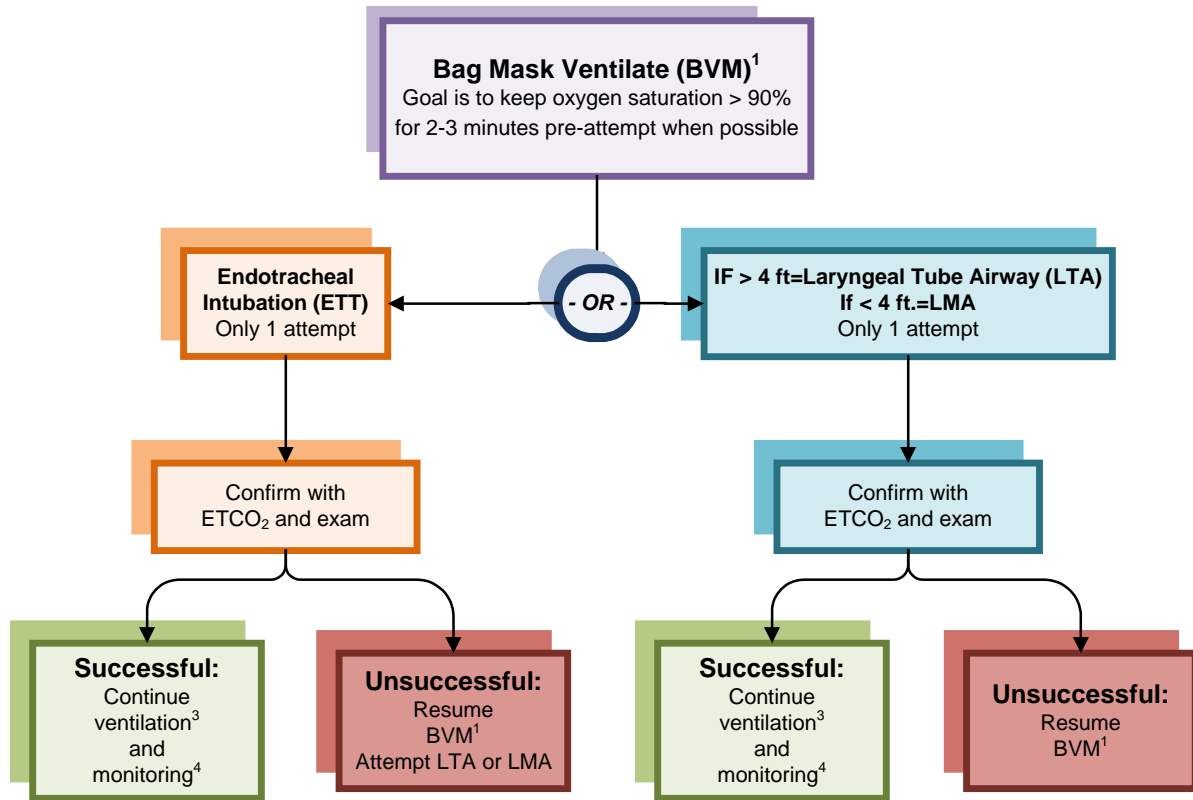 Bag Mask Ventilate (BVM)¹
Goal is to keep oxygen saturation > 90%
for 2-3 minutes pre-attempt when possible
Endotracheal
Intubation (ETT)
Only 1 attempt
- OR -
IF > 4 ft=Laryngeal Tube Airway (LTA)
If < 4 ft.=LMA
Only 1 attempt
Confirm with
ETCO₂ and exam
Confirm with
ETCO₂ and exam
Successful:
Continue
ventilation³
and
monitoring⁴
Unsuccessful:
Resume
BVM¹
Attempt LTA or LMA
Successful:
Continue
ventilation³
and
monitoring⁴
Unsuccessful:
Resume
BVM¹